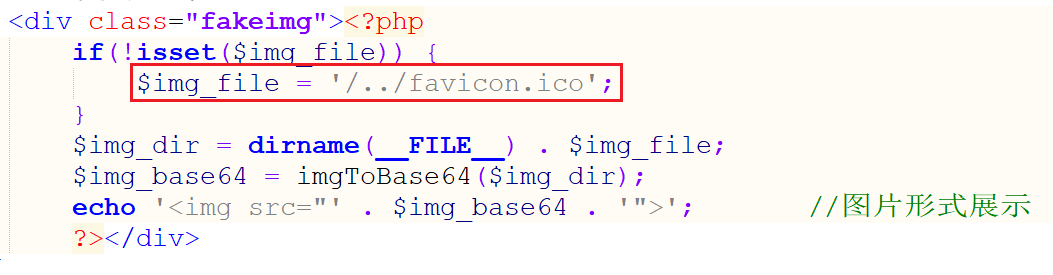 <div class="fakeimg"><?php
if(!isset($img_file)) {
$img_file = '/../favicon.ico';
}
$img_dir = dirname(__FILE__) . $img_file;
$img_base64 = imgToBase64($img_dir);
echo '<img src="' . $img_base64 . '">'; //图片形式展示
?></div>